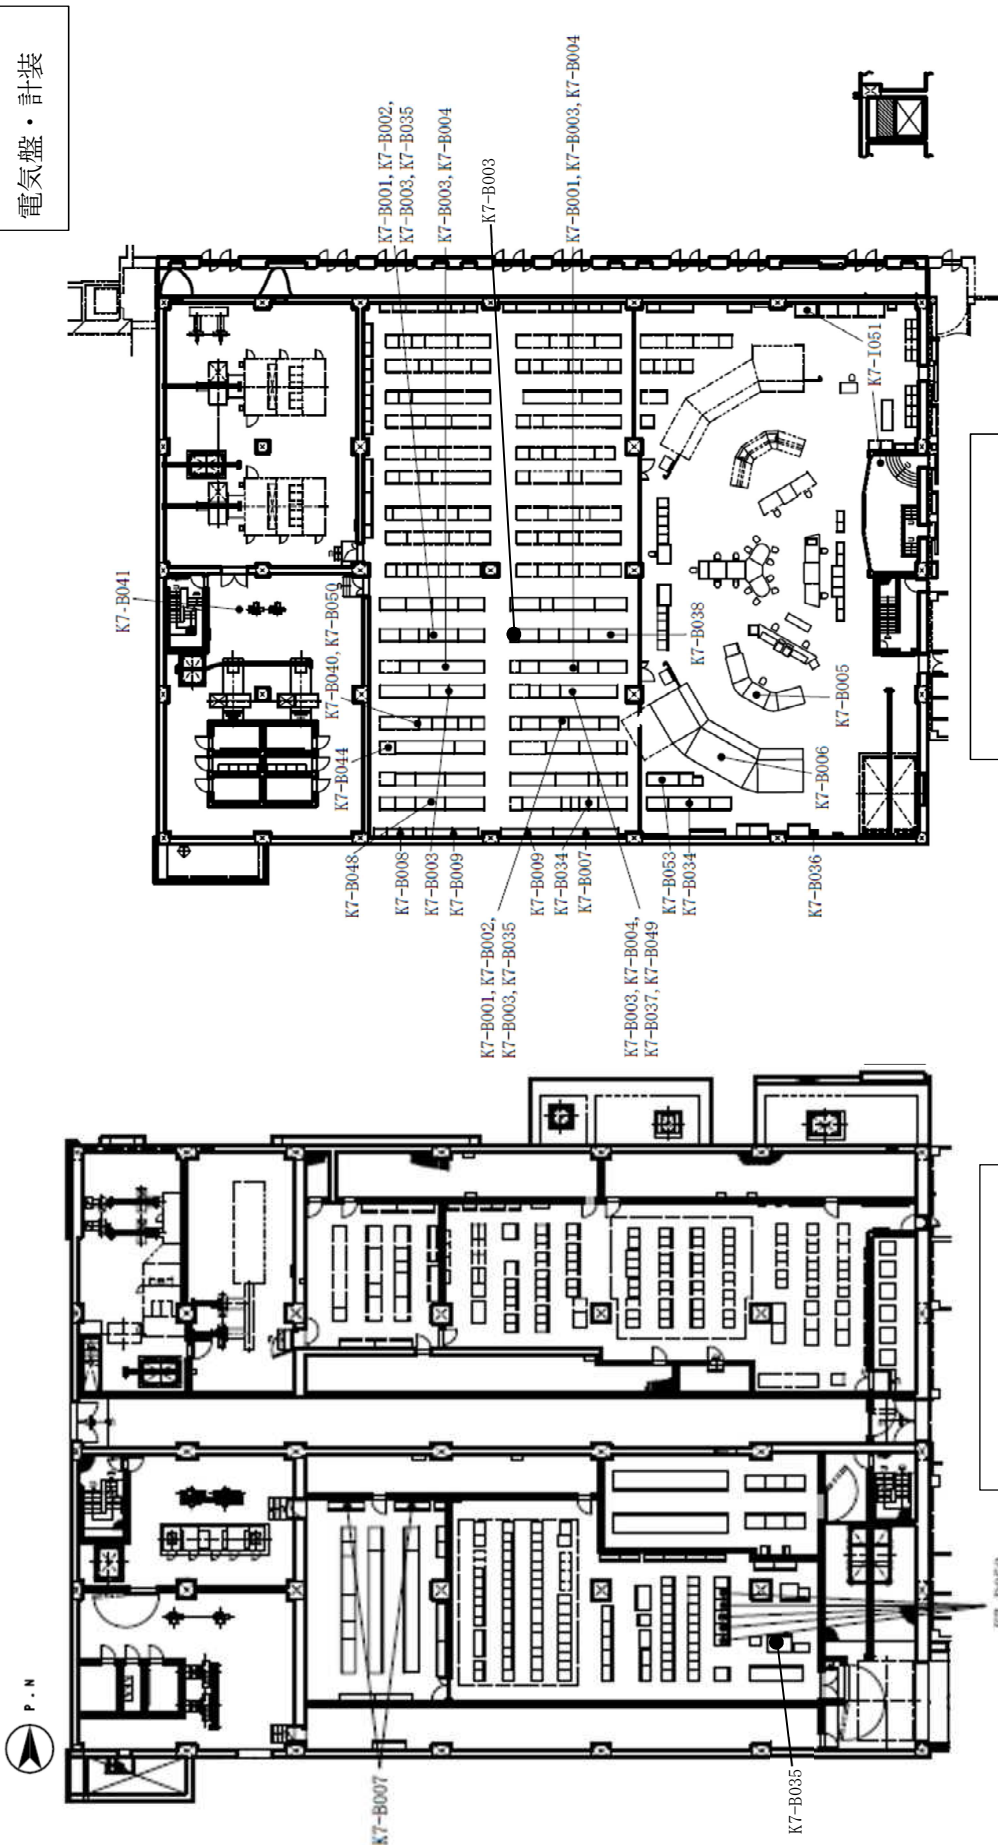 電気盤・計装
K7-B001, K7-B002,
K7-B003, K7-B035
K7-B003, K7-B004
K7-B003
K7-B001, K7-B003, K7-B004
K7-I051
K7-B041
K7-B040, K7-B050
K7-B044
K7-B038
K7-B005
K7-B006
K7-B048
K7-B008
K7-B003
K7-B009
K7-B001, K7-B002,
K7-B003, K7-B035
K7-B009
K7-B034
K7-B007
K7-B003, K7-B004,
K7-B037, K7-B049
K7-B053
K7-B034
K7-B036
P.N
K7-B007
K7-B035